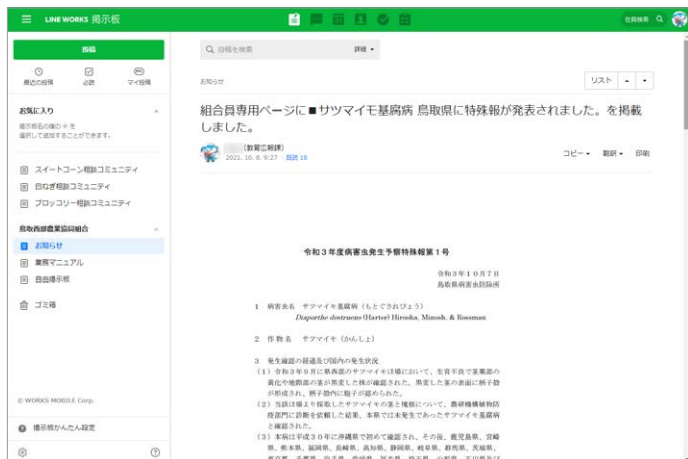 LINE WORKS 掲示板
社員検索
投稿
最近の投稿
必読
マイ投稿
お気に入り
掲示板名の横の ☆ を
選択して追加することができます。
スイートコーン相談コミュニティ
白ねぎ相談コミュニティ
ブロッコリー相談コミュニティ
鳥取西部農業協同組合
お知らせ
業務マニュアル
自由掲示板
ゴミ箱
© WORKS MOBILE Corp.
掲示板かんたん設定
投稿を検索
詳細
お知らせ
リスト
組合員専用ページに■サツマイモ基腐病 鳥取県に特殊報が発表されました。を掲載
しました。
(教育広報課)
2021. 10. 8. 9:27 · 既読 18
コピー
翻訳
印刷
令和３年度病害虫発生予察特殊報第１号
令和３年１０月７日
鳥取県病害虫防除所
1 病害虫名 サツマイモ基腐病（もとぐされびょう）
Diaporthe destruens (Harter) Hirooka, Minosh. & Rossman
2 作物名 サツマイモ（かんしょ）
3 発生確認の経過及び国内の発生状況
（1）令和３年９月に県西部のサツマイモほ場において、生育不良で茎葉部の
黄化や地際部の茎が黒変した株が確認された。黒変した茎の表面に柄子殻
が形成され、柄子殻内に胞子が認められた。
（2）当該ほ場より採取したサツマイモの茎と塊根について、農研機構植物防
疫部門に診断を依頼した結果、本県では未発生であったサツマイモ基腐病
と確認された。
（3）本病は平成３０年に沖縄県で初めて確認され、その後、鹿児島県、宮崎
県、熊本県、福岡県、長崎県、高知県、静岡県、岐阜県、群馬県、茨城県、